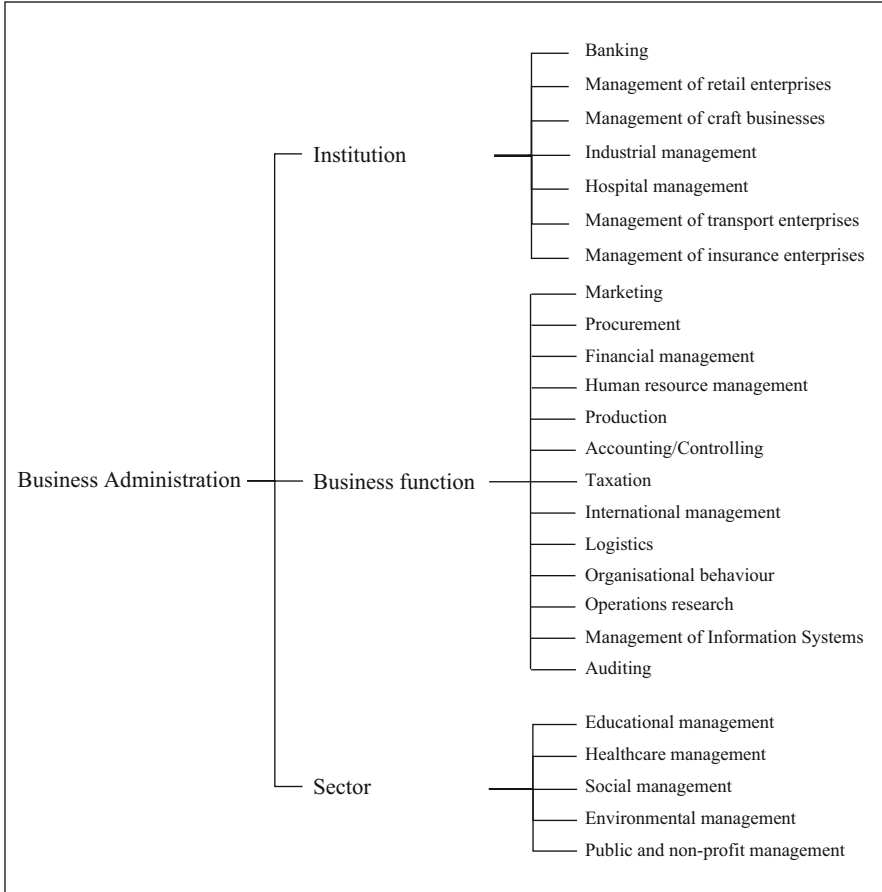 Business Administration
Institution
Banking
Management of retail enterprises
Management of craft businesses
Industrial management
Hospital management
Management of transport enterprises
Management of insurance enterprises
Business function
Marketing
Procurement
Financial management
Human resource management
Production
Accounting/Controlling
Taxation
International management
Logistics
Organisational behaviour
Operations research
Management of Information Systems
Auditing
Sector
Educational management
Healthcare management
Social management
Environmental management
Public and non-profit management